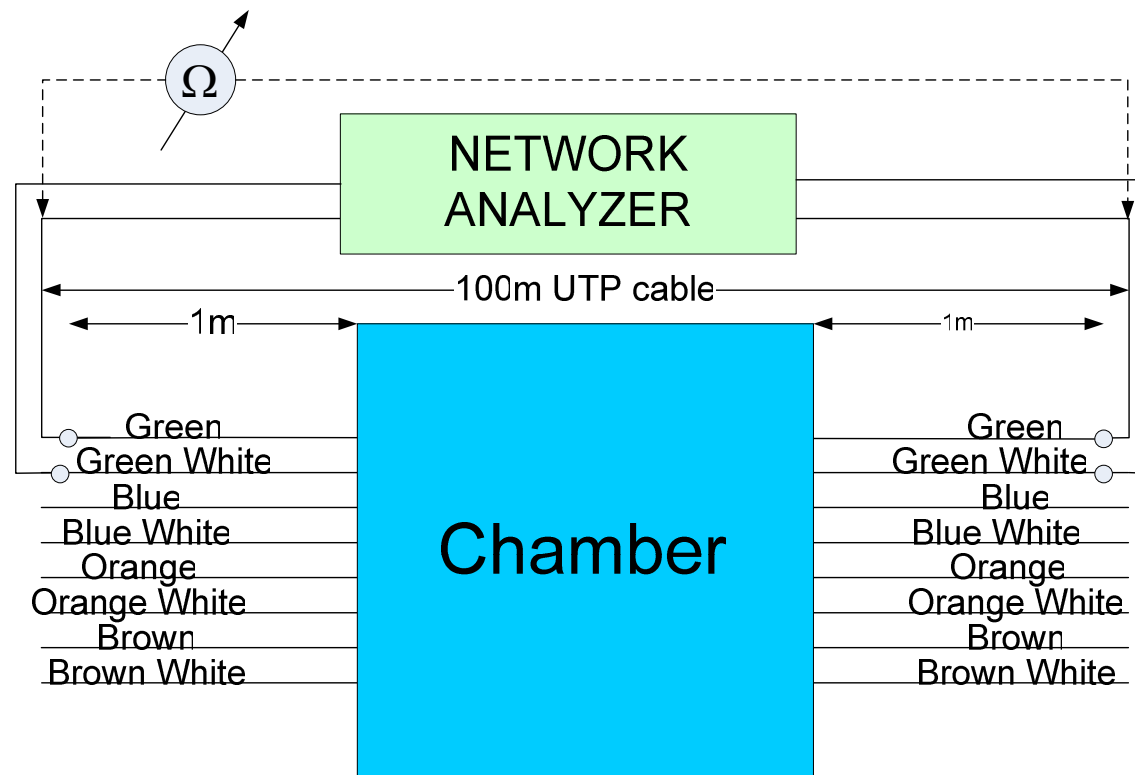 Ω
NETWORK
ANALYZER
100m UTP cable
1m 1m
Green Green
Green White Green White
Blue Blue
Blue White Blue White
Orange Orange
Orange White Orange White
Brown Brown
Brown White Brown White
Chamber